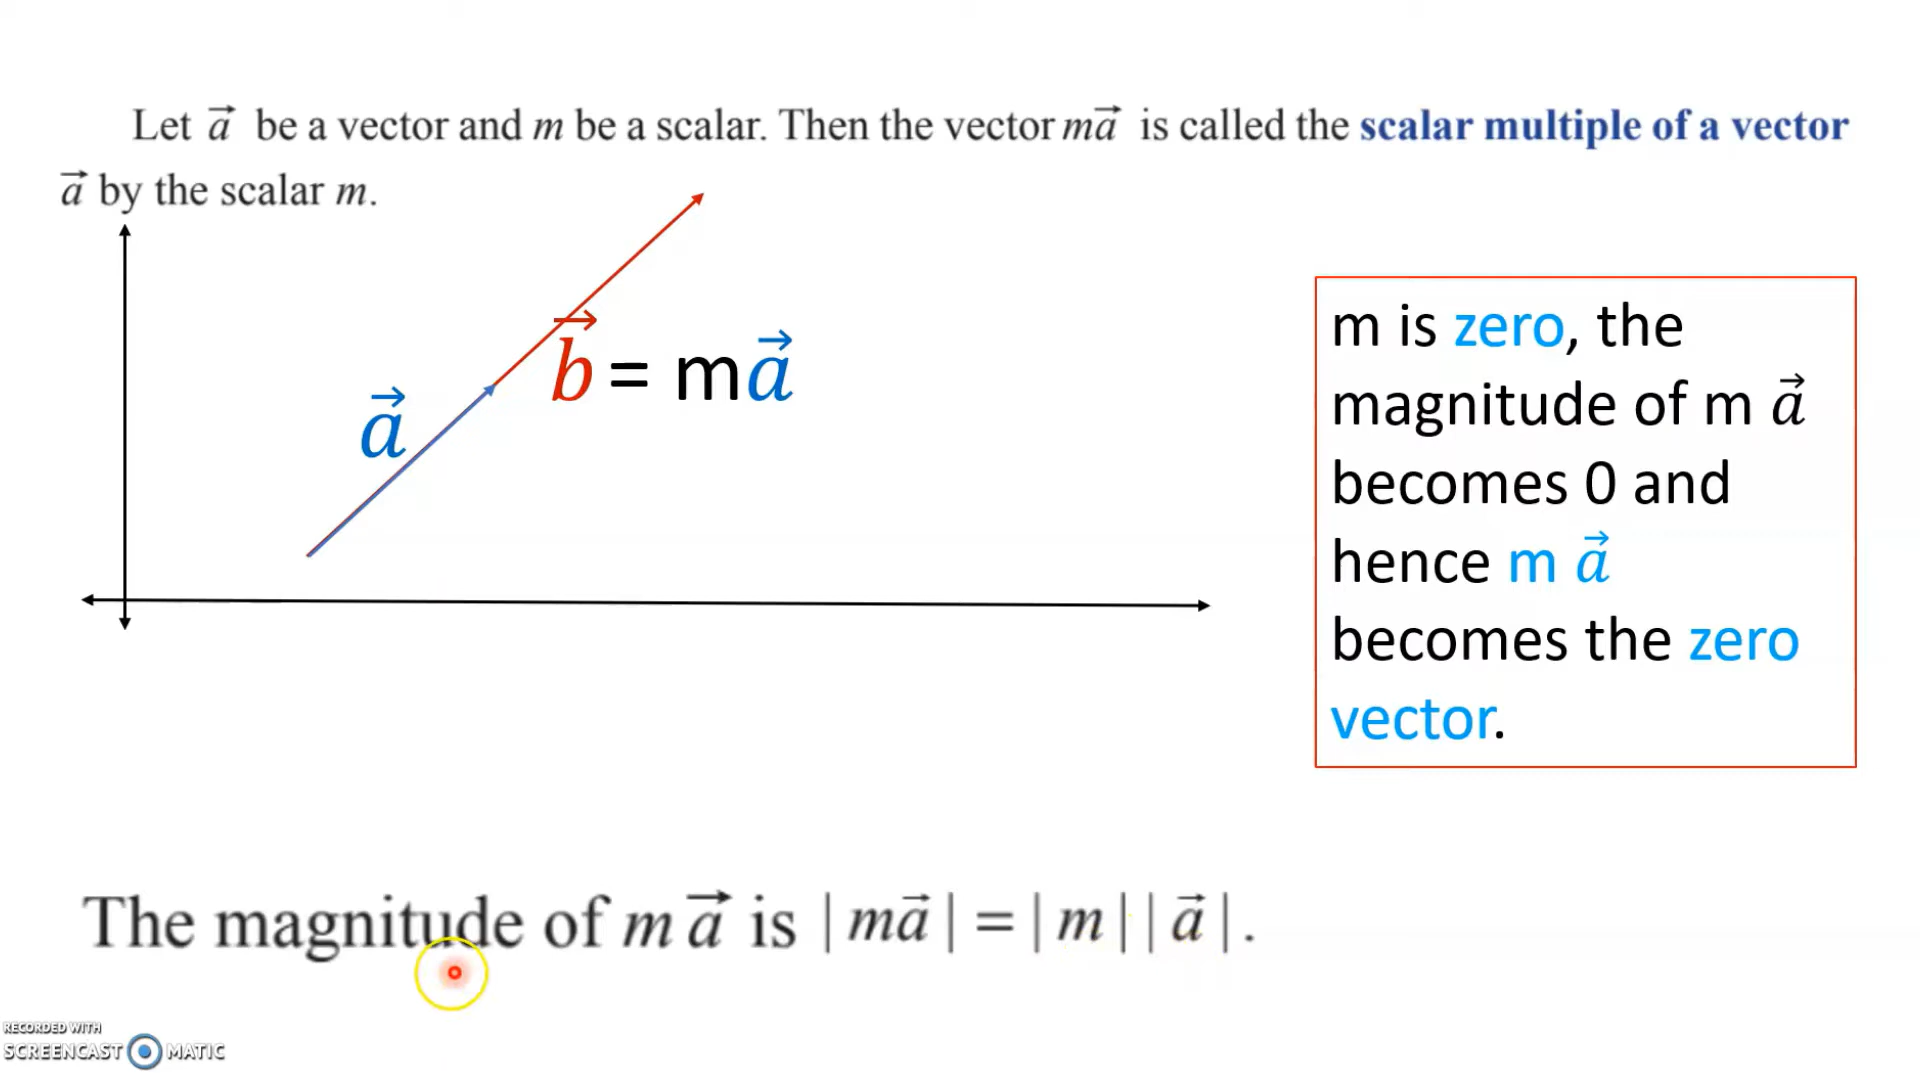 Let a⃗ be a vector and m be a scalar. Then the vector ma⃗ is called the scalar multiple of a vector
a⃗ by the scalar m.
b⃗ = ma⃗
a⃗
m is zero, the
magnitude of m a⃗
becomes 0 and
hence m a⃗
becomes the zero
vector.
The magnitude of m a⃗ is |ma⃗| = |m||a⃗|.
RECORDED WITH
SCREENCAST MATIC